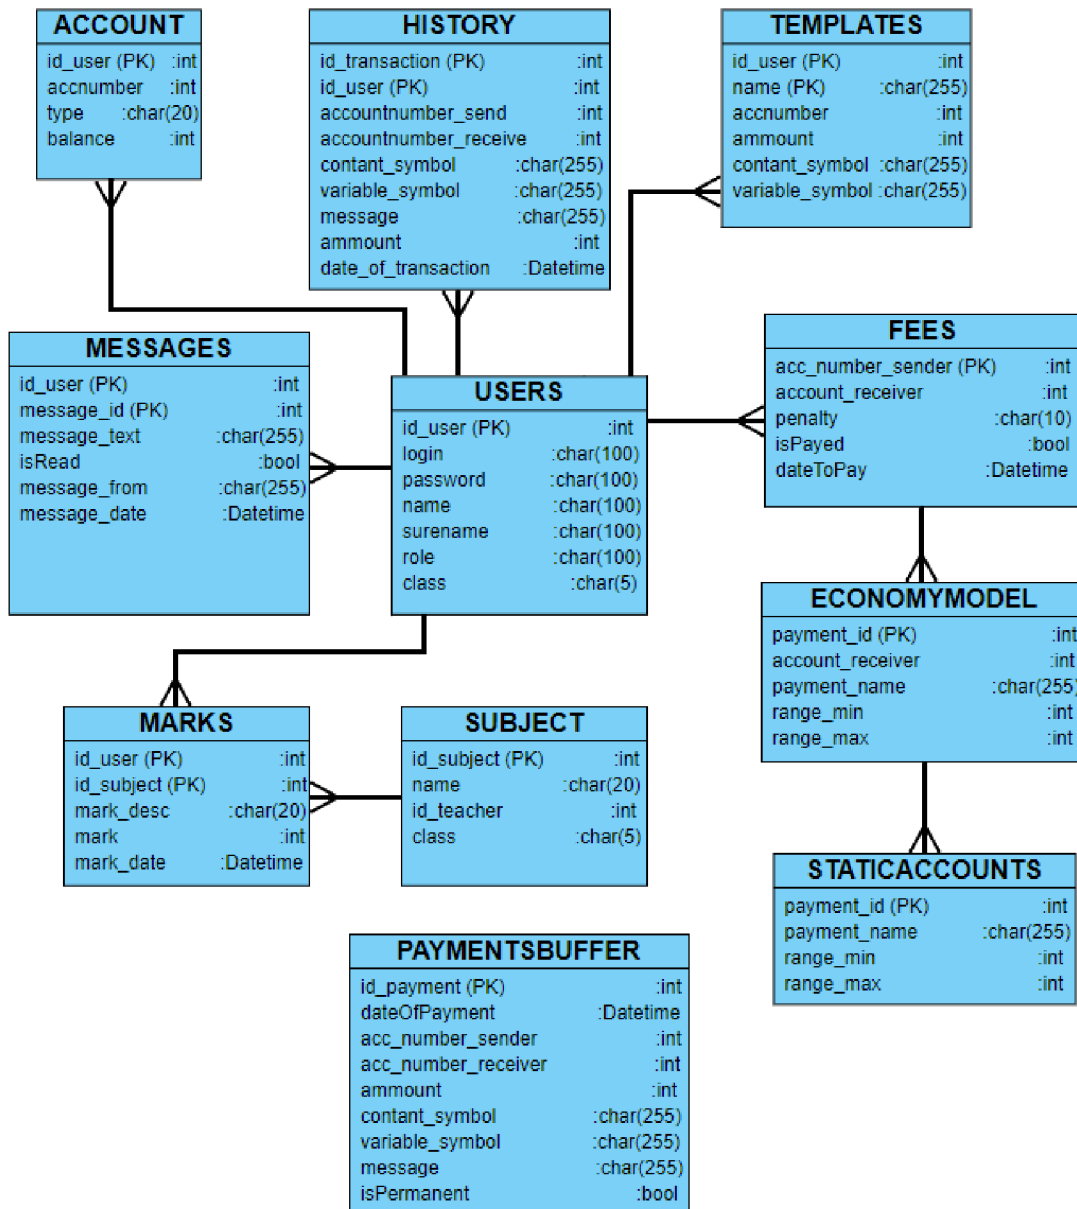 ACCOUNT
id_user (PK) :int
accnumber :int
type :char(20)
balance :int
HISTORY
id_transaction (PK) :int
id_user (PK) :int
accountnumber_send :int
accountnumber_receive :int
contant_symbol :char(255)
variable_symbol :char(255)
message :char(255)
ammount :int
date_of_transaction :Datetime
TEMPLATES
id_user (PK) :int
name (PK) :char(255)
accnumber :int
ammount :int
contant_symbol :char(255)
variable_symbol :char(255)
MESSAGES
id_user (PK) :int
message_id (PK) :int
message_text :char(255)
isRead :bool
message_from :char(255)
message_date :Datetime
USERS
id_user (PK) :int
login :char(100)
password :char(100)
name :char(100)
surename :char(100)
role :char(100)
class :char(5)
FEES
acc_number_sender (PK) :int
account_receiver :int
penalty :char(10)
isPayed :bool
dateToPay :Datetime
ECONOMYMODEL
payment_id (PK) :int
account_receiver :int
payment_name :char(255)
range_min :int
range_max :int
MARKS
id_user (PK) :int
id_subject (PK) :int
mark_desc :char(20)
mark :int
mark_date :Datetime
SUBJECT
id_subject (PK) :int
name :char(20)
id_teacher :int
class :char(5)
STATICACCOUNTS
payment_id (PK) :int
payment_name :char(255)
range_min :int
range_max :int
PAYMENTSBUFFER
id_payment (PK) :int
dateOfPayment :Datetime
acc_number_sender :int
acc_number_receiver :int
ammount :int
contant_symbol :char(255)
variable_symbol :char(255)
message :char(255)
isPermanent :bool